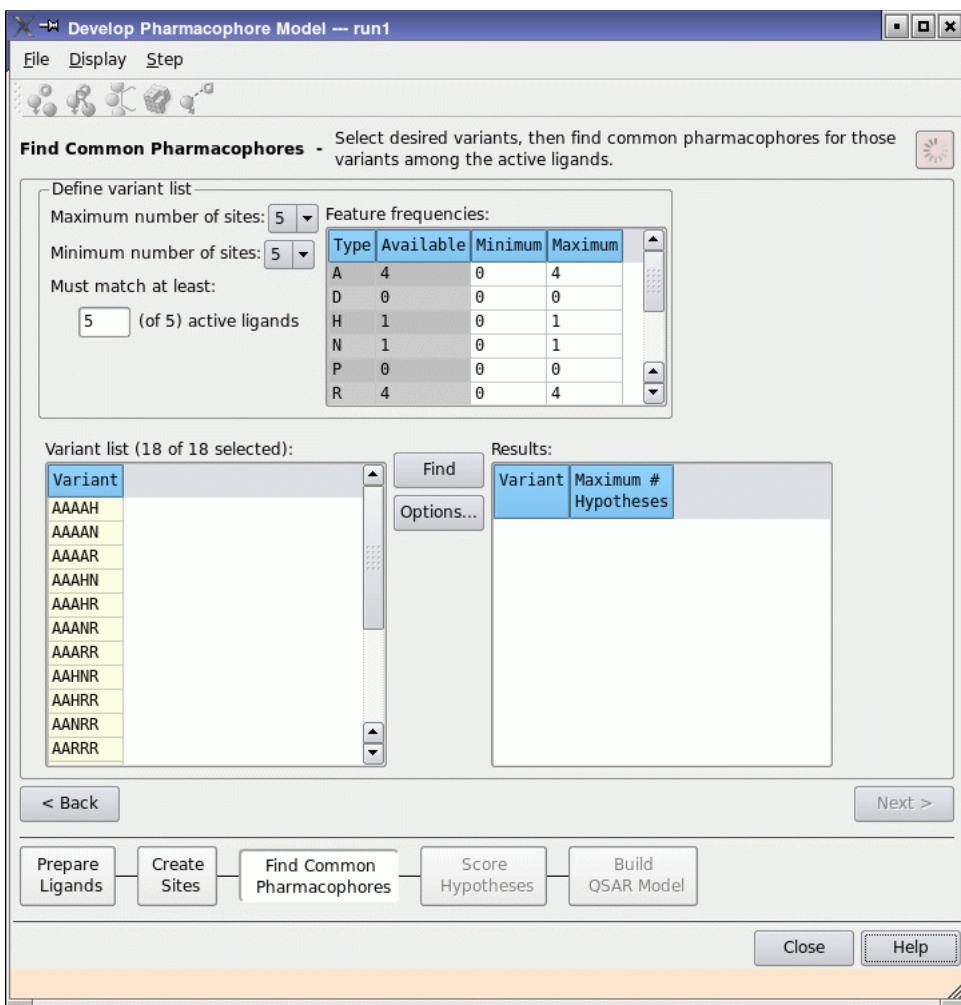 Develop Pharmacophore Model --- run1
File Display Step
Find Common Pharmacophores - Select desired variants, then find common pharmacophores for those
variants among the active ligands.
Define variant list
Maximum number of sites: 5
Minimum number of sites: 5
Must match at least:
5 (of 5) active ligands
Feature frequencies:
Type Available Minimum Maximum
A 4 0 4
D 0 0 0
H 1 0 1
N 1 0 1
P 0 0 0
R 4 0 4
Variant list (18 of 18 selected):
Variant
AAAAH
AAAAN
AAAAR
AAAHN
AAAHR
AAANR
AAARR
AAHNR
AAHRR
AANRR
AARRR
Find
Options...
Results:
Variant Maximum #
Hypotheses
< Back Next >
Prepare
Ligands
Create
Sites
Find Common
Pharmacophores
Score
Hypotheses
Build
QSAR Model
Close Help